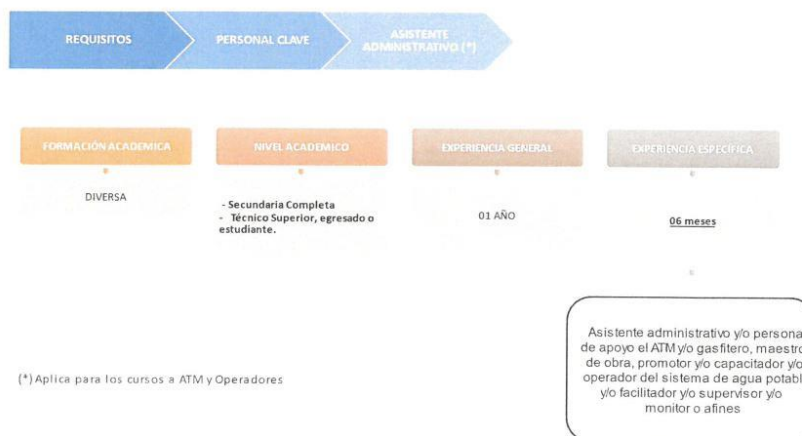 REQUISITOS
PERSONAL CLAVE
ASISTENTE
ADMINISTRATIVO (*)
FORMACIÓN ACADEMICA
NIVEL ACADEMICO
EXPERIENCIA GENERAL
EXPERIENCIA ESPECÍFICA
DIVERSA
- Secundaria Completa
- Técnico Superior, egresado o
estudiante.
01 AÑO
06 meses
Asistente administrativo y/o persona
de apoyo el ATM y/o gasfitero, maestro
de obra, promotor y/o capacitador y/o
operador del sistema de agua potabl
y/o facilitador y/o supervisor y/o
monitor o afines
(*) Aplica para los cursos a ATM y Operadores